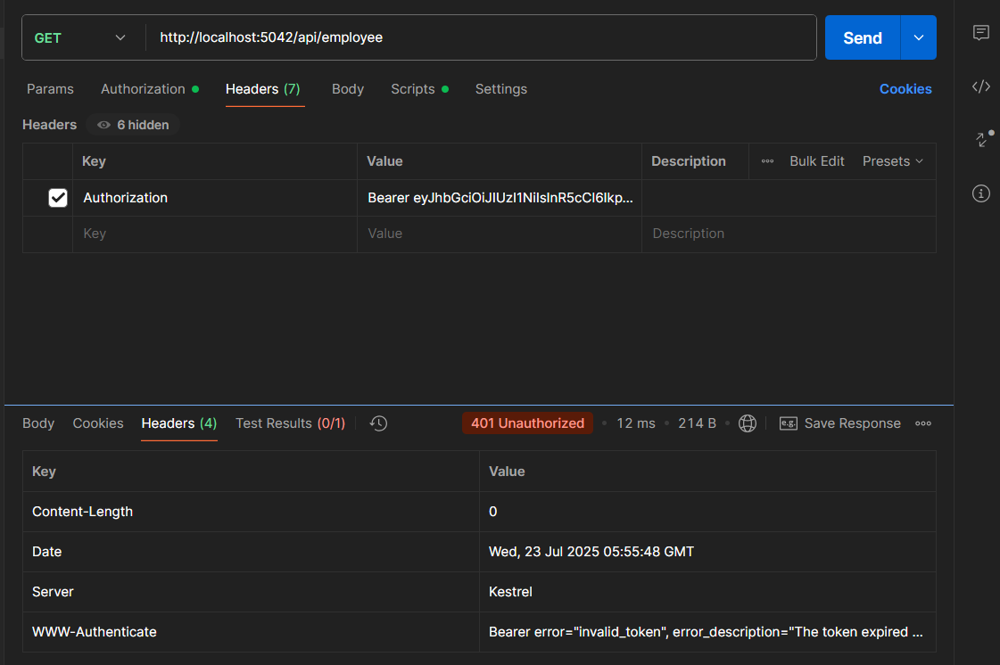 GET http://localhost:5042/api/employee Send
Params Authorization Headers (7) Body Scripts Settings Cookies
Headers 6 hidden
Key Value Description Bulk Edit Presets
Authorization Bearer eyJhbGciOiJIUzI1NiIsInR5cCI6Ikp...
Key Value Description
Body Cookies Headers (4) Test Results (0/1) 401 Unauthorized 12 ms 214 B e.g. Save Response
Key Value
Content-Length 0
Date Wed, 23 Jul 2025 05:55:48 GMT
Server Kestrel
WWW-Authenticate Bearer error="invalid_token", error_description="The token expired ...